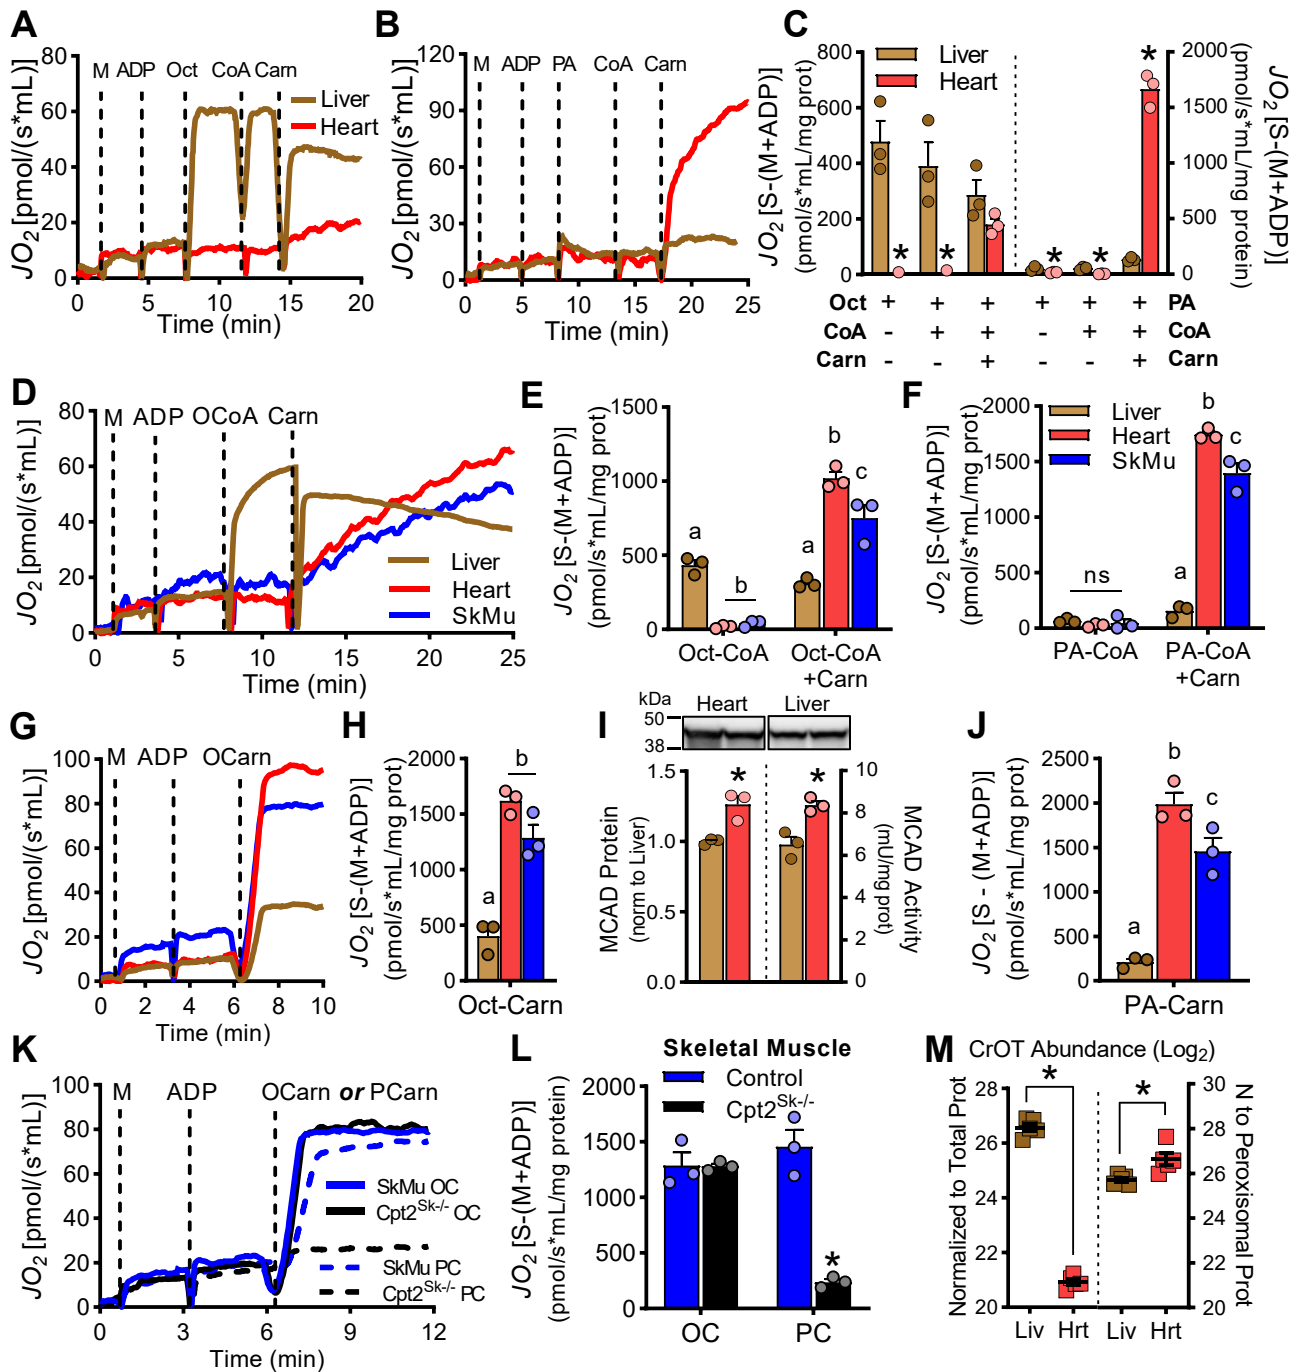 A
JO2 [pmol/(s*mL)]
80
60
40
20
0
M ADP Oct CoA Carn
Liver
Heart
0 5 10 15 20
Time (min)
B
JO2 [pmol/(s*mL)]
120
90
60
30
0
M ADP PA CoA Carn
0 5 10 15 20 25
Time (min)
C
JO2 [S-(M+ADP)]
(pmol/s*mL/mg prot)
800
600
400
200
0
Liver
Heart
* * * * *
2000
1500
1000
500
0
JO2 [S-(M+ADP)]
(pmol/s*mL/mg protein)
Oct + + + + + + PA
CoA - + + - + + CoA
Carn - - + - - + Carn
D
JO2 [pmol/(s*mL)]
80
60
40
20
0
M ADP OCoA Carn
Liver
Heart
SkMu
0 5 10 15 20 25
Time (min)
E
JO2 [S-(M+ADP)]
(pmol/s*mL/mg prot)
1500
1000
500
0
a b a b c
Oct-CoA Oct-CoA
+Carn
F
JO2 [S-(M+ADP)]
(pmol/s*mL/mg prot)
2000
1500
1000
500
0
Liver
Heart
SkMu
ns a b c
PA-CoA PA-CoA
+Carn
G
JO2 [pmol/(s*mL)]
100
80
60
40
20
0
M ADP OCarn
0 2 4 6 8 10
Time (min)
H
JO2 [S-(M+ADP)]
(pmol/s*mL/mg prot)
2000
1500
1000
500
0
a b
Oct-Carn
I
kDa
50
38
Heart Liver
MCAD Protein
(norm to Liver)
1.5
1.0
0.5
0.0
* *
10
8
6
4
2
0
MCAD Activity
(mU/mg prot)
J
JO2 [S - (M+ADP)]
(pmol/s*mL/mg prot)
2500
2000
1500
1000
500
0
a b c
PA-Carn
K
JO2 [pmol/(s*mL)]
100
80
60
40
20
0
M ADP OCarn or PCarn
SkMu OC
Cpt2Sk-/- OC
SkMu PC
Cpt2Sk-/- PC
0 3 6 9 12
Time (min)
L
Skeletal Muscle
JO2 [S-(M+ADP)]
(pmol/s*mL/mg protein)
2000
1500
1000
500
0
Control
Cpt2Sk-/-
*
OC PC
M
CrOT Abundance (Log2)
Normalized to Total Prot
28
26
24
22
20
* *
30
28
26
24
22
20
N to Peroxisomal Prot
Liv Hrt Liv Hrt